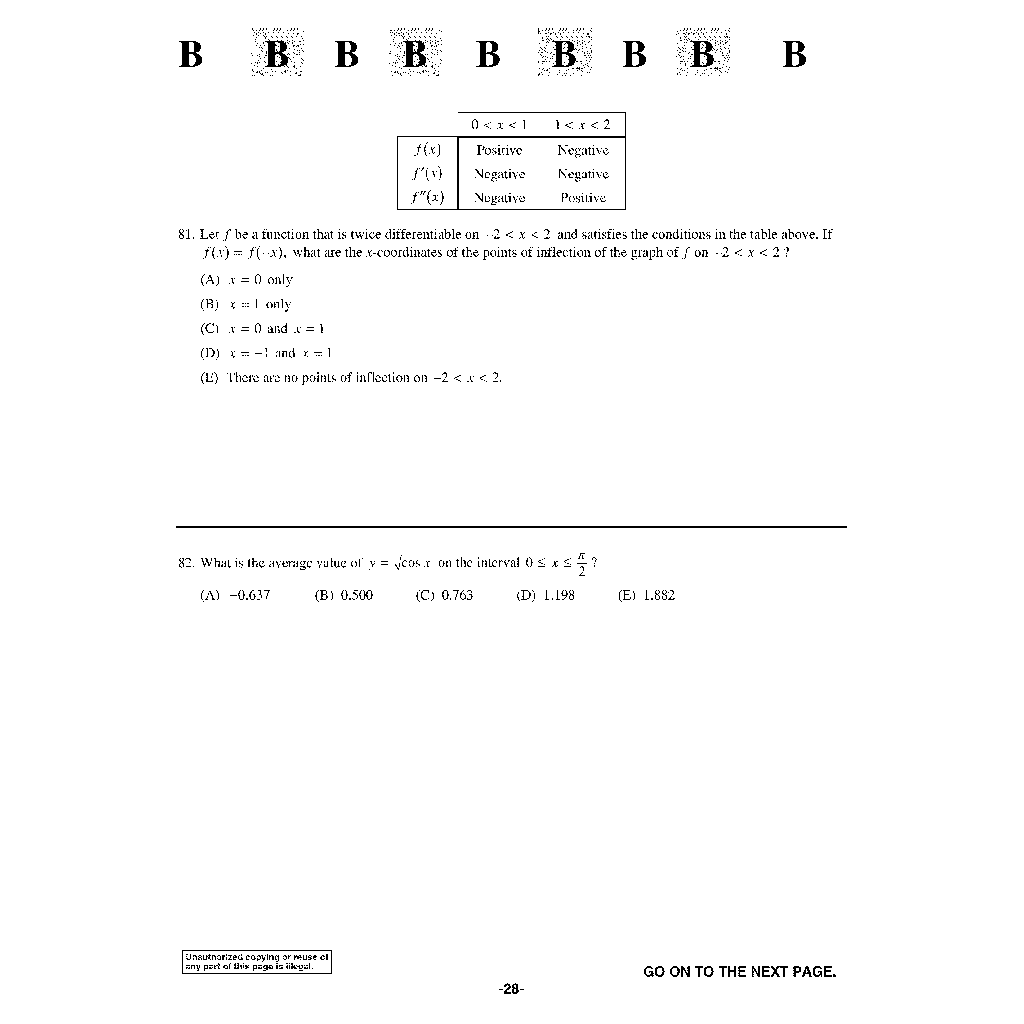 B B B B B B B B B
0 < x < 1 1 < x < 2
f(x) Positive Negative
f′(x) Negative Negative
f″(x) Negative Positive
81. Let f be a function that is twice differentiable on −2 < x < 2 and satisfies the conditions in the table above. If
f(x) = f(−x), what are the x-coordinates of the points of inflection of the graph of f on −2 < x < 2 ?
(A) x = 0 only
(B) x = 1 only
(C) x = 0 and x = 1
(D) x = −1 and x = 1
(E) There are no points of inflection on −2 < x < 2.
82. What is the average value of y = √cos x on the interval 0 ≤ x ≤ π/2 ?
(A) −0.637 (B) 0.500 (C) 0.763 (D) 1.198 (E) 1.882
Unauthorized copying or reuse of
any part of this page is illegal.
GO ON TO THE NEXT PAGE.
-28-